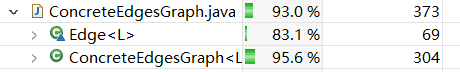 ConcreteEdgesGraph.java 93.0 % 373
Edge<L> 83.1 % 69
ConcreteEdgesGraph<L 95.6 % 304